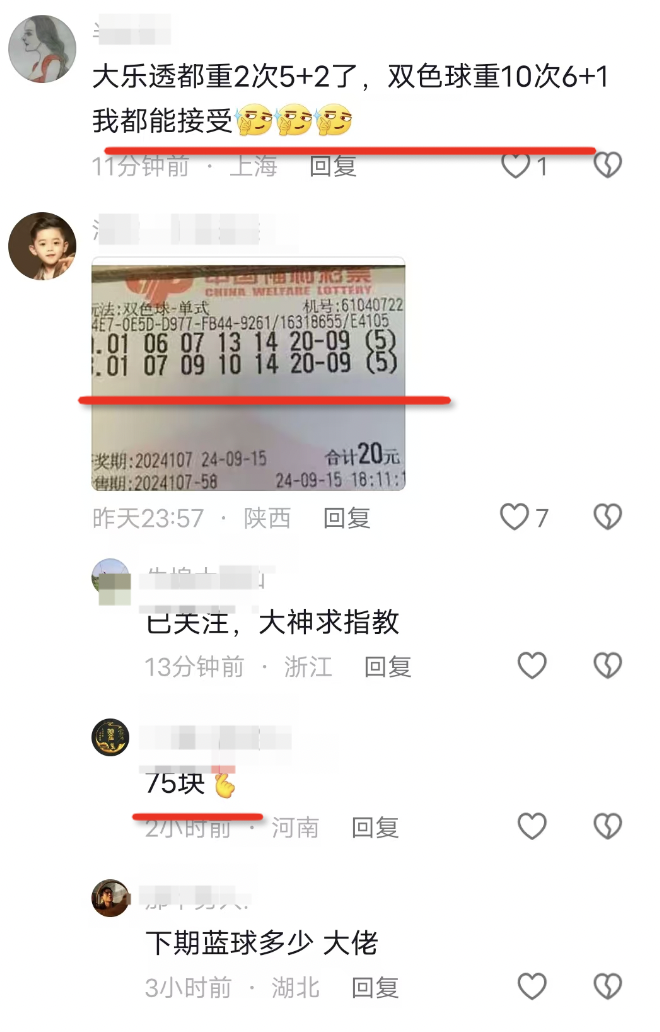 大乐透都重2次5+2了，双色球重10次6+1
我都能接受
11分钟前 · 上海 回复 1
中国福利彩票
CHINA WELFARE LOTTERY
玩法:双色球-单式 机号:61040722
4E7-0E5D-D977-FB44-9261/16318655/E4105
.01 06 07 13 14 20-09 (5)
.01 07 09 10 14 20-09 (5)
奖期:2024107 24-09-15 合计20元
售期:2024107-58 24-09-15 18:11:1
昨天23:57 · 陕西 回复 7
已关注，大神求指教
13分钟前 · 浙江 回复
75块
2小时前 · 河南 回复
下期蓝球多少 大佬
3小时前 · 湖北 回复